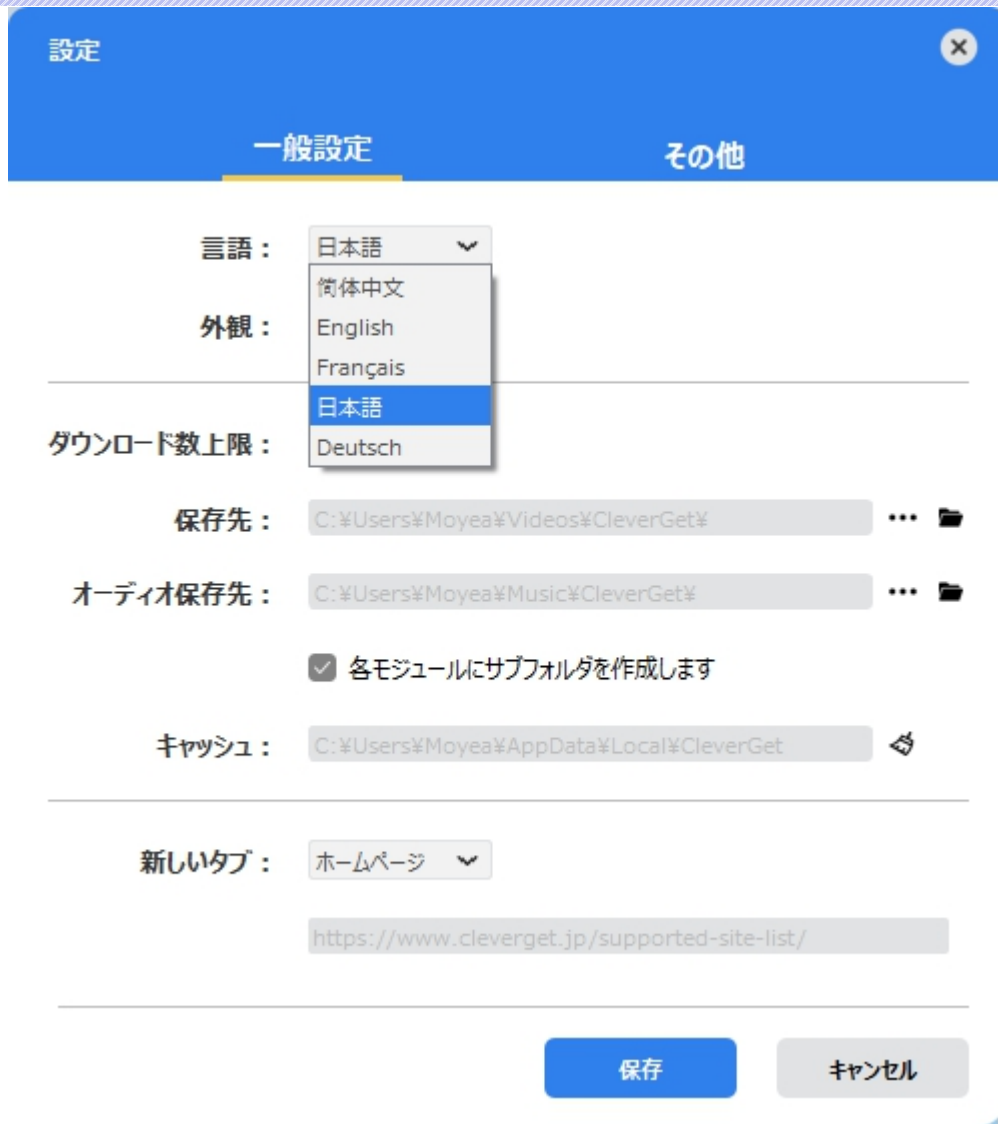 設定
一般設定
その他
言語：
日本語
简体中文
English
Français
日本語
Deutsch
外観：
ダウンロード数上限：
保存先：
C:¥Users¥Moyea¥Videos¥CleverGet¥
オーディオ保存先：
C:¥Users¥Moyea¥Music¥CleverGet¥
各モジュールにサブフォルダを作成します
キャッシュ：
C:¥Users¥Moyea¥AppData¥Local¥CleverGet
新しいタブ：
ホームページ
https://www.cleverget.jp/supported-site-list/
保存
キャンセル